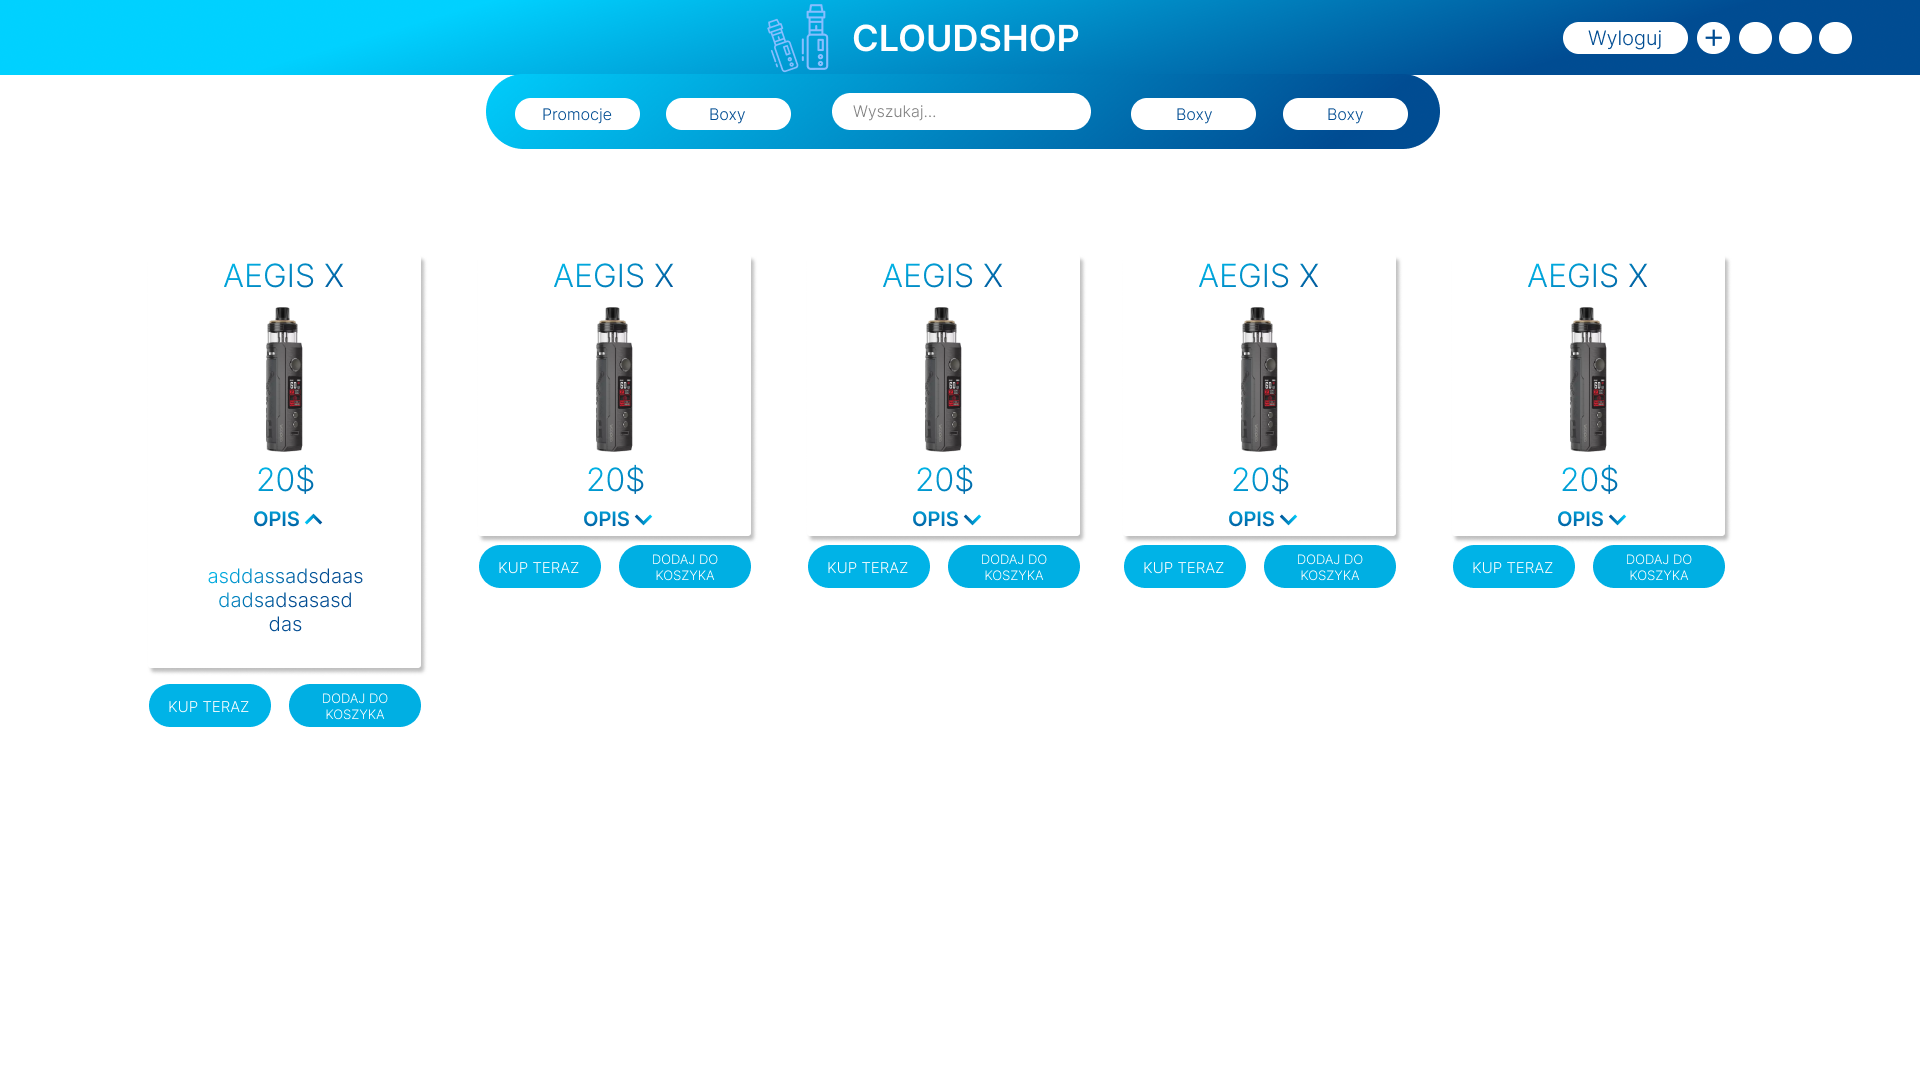 CLOUDSHOP
Wyloguj
+
Promocje
Boxy
Wyszukaj...
Boxy
Boxy
AEGIS X
20$
OPIS
asddassadsdaas
dadsadsasasd
das
KUP TERAZ
DODAJ DO
KOSZYKA
AEGIS X
20$
OPIS
KUP TERAZ
DODAJ DO
KOSZYKA
AEGIS X
20$
OPIS
KUP TERAZ
DODAJ DO
KOSZYKA
AEGIS X
20$
OPIS
KUP TERAZ
DODAJ DO
KOSZYKA
AEGIS X
20$
OPIS
KUP TERAZ
DODAJ DO
KOSZYKA